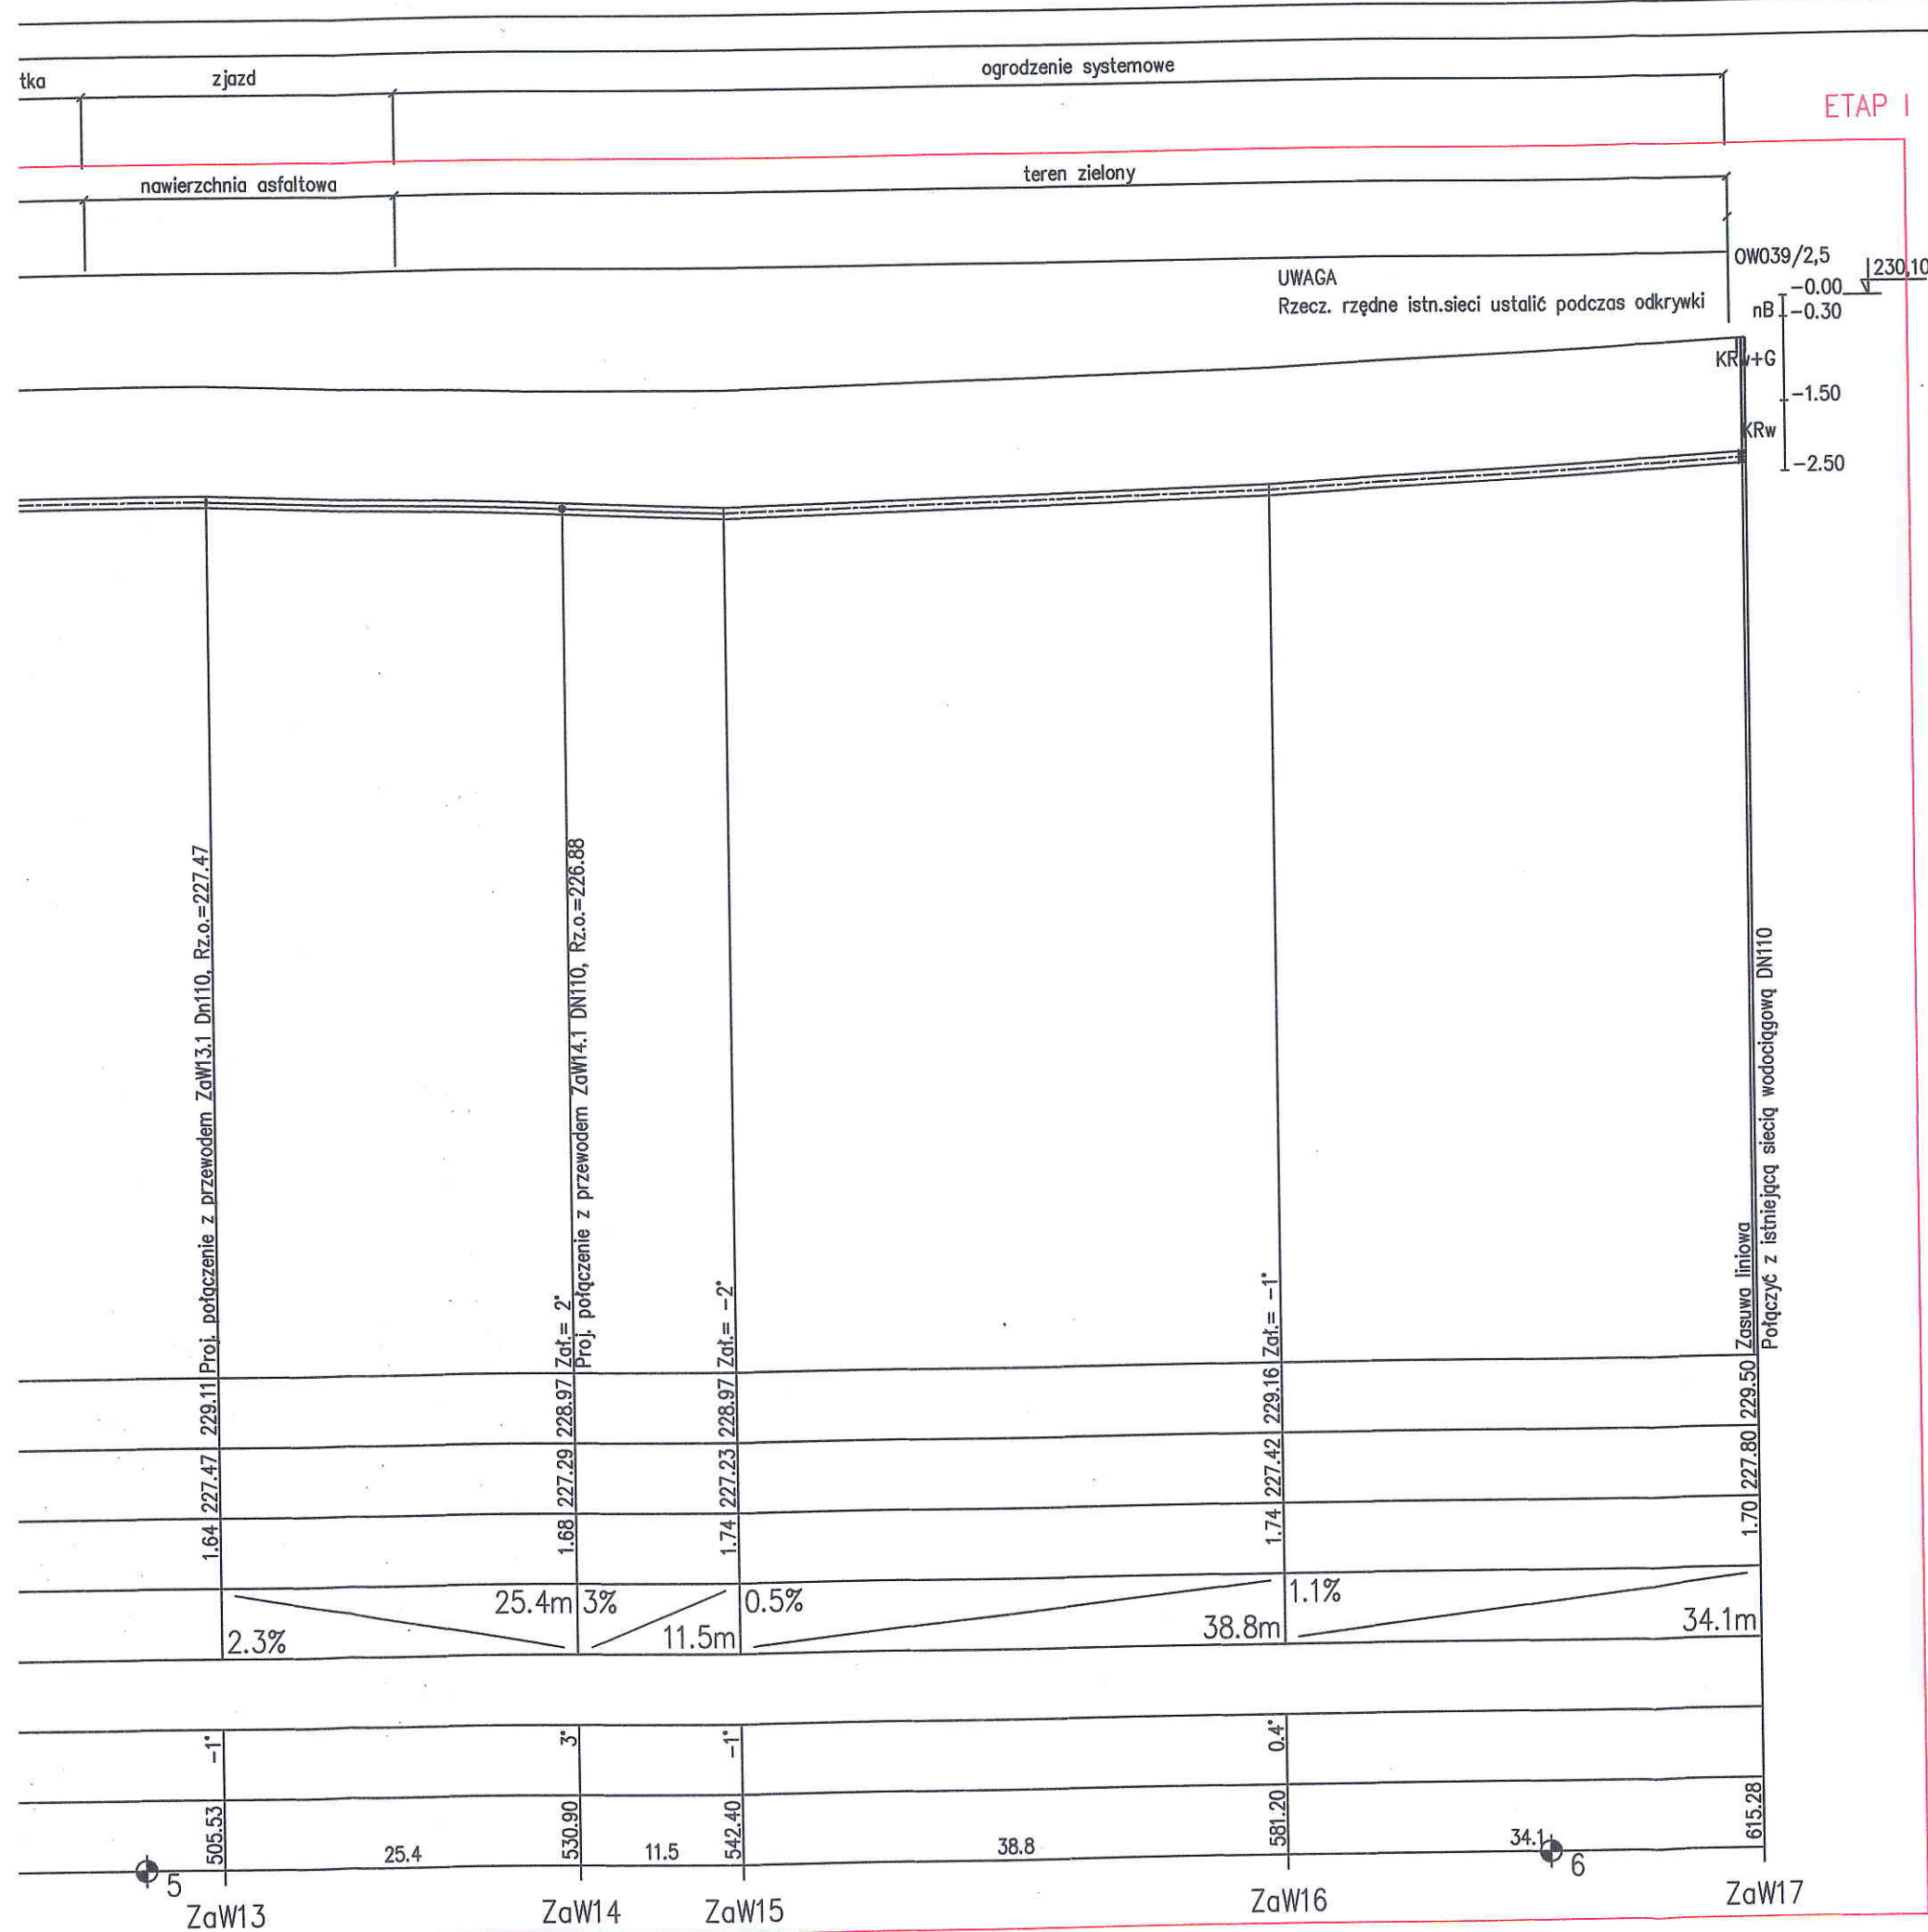 tka
zjazd
ogrodzenie systemowe
ETAP I
nawierzchnia asfaltowa
teren zielony
OW039/2,5
230,10
-0.00
UWAGA
Rzecz. rzędne istn.sieci ustalić podczas odkrywki
nB
-0.30
KRw+G
-1.50
KRw
-2.50
Proj. połączenie z przewodem ZaW13.1 Dn110, Rz.o.=227.47
Zał.= 2°
Proj. połączenie z przewodem ZaW14.1 DN110, Rz.o.=226.88
Zał.= -2°
Zał.= -1°
Zasuwa liniowa
Połączyć z istniejącą siecią wodociągową DN110
229.11
228.97
228.97
229.16
229.50
227.47
227.29
227.23
227.42
227.80
1.64
1.68
1.74
1.74
1.70
2.3%
25.4m
3%
11.5m
0.5%
38.8m
1.1%
34.1m
-1°
3°
-1°
0.4°
505.53
530.90
542.40
581.20
615.28
25.4
11.5
38.8
34.1
5
6
ZaW13
ZaW14
ZaW15
ZaW16
ZaW17